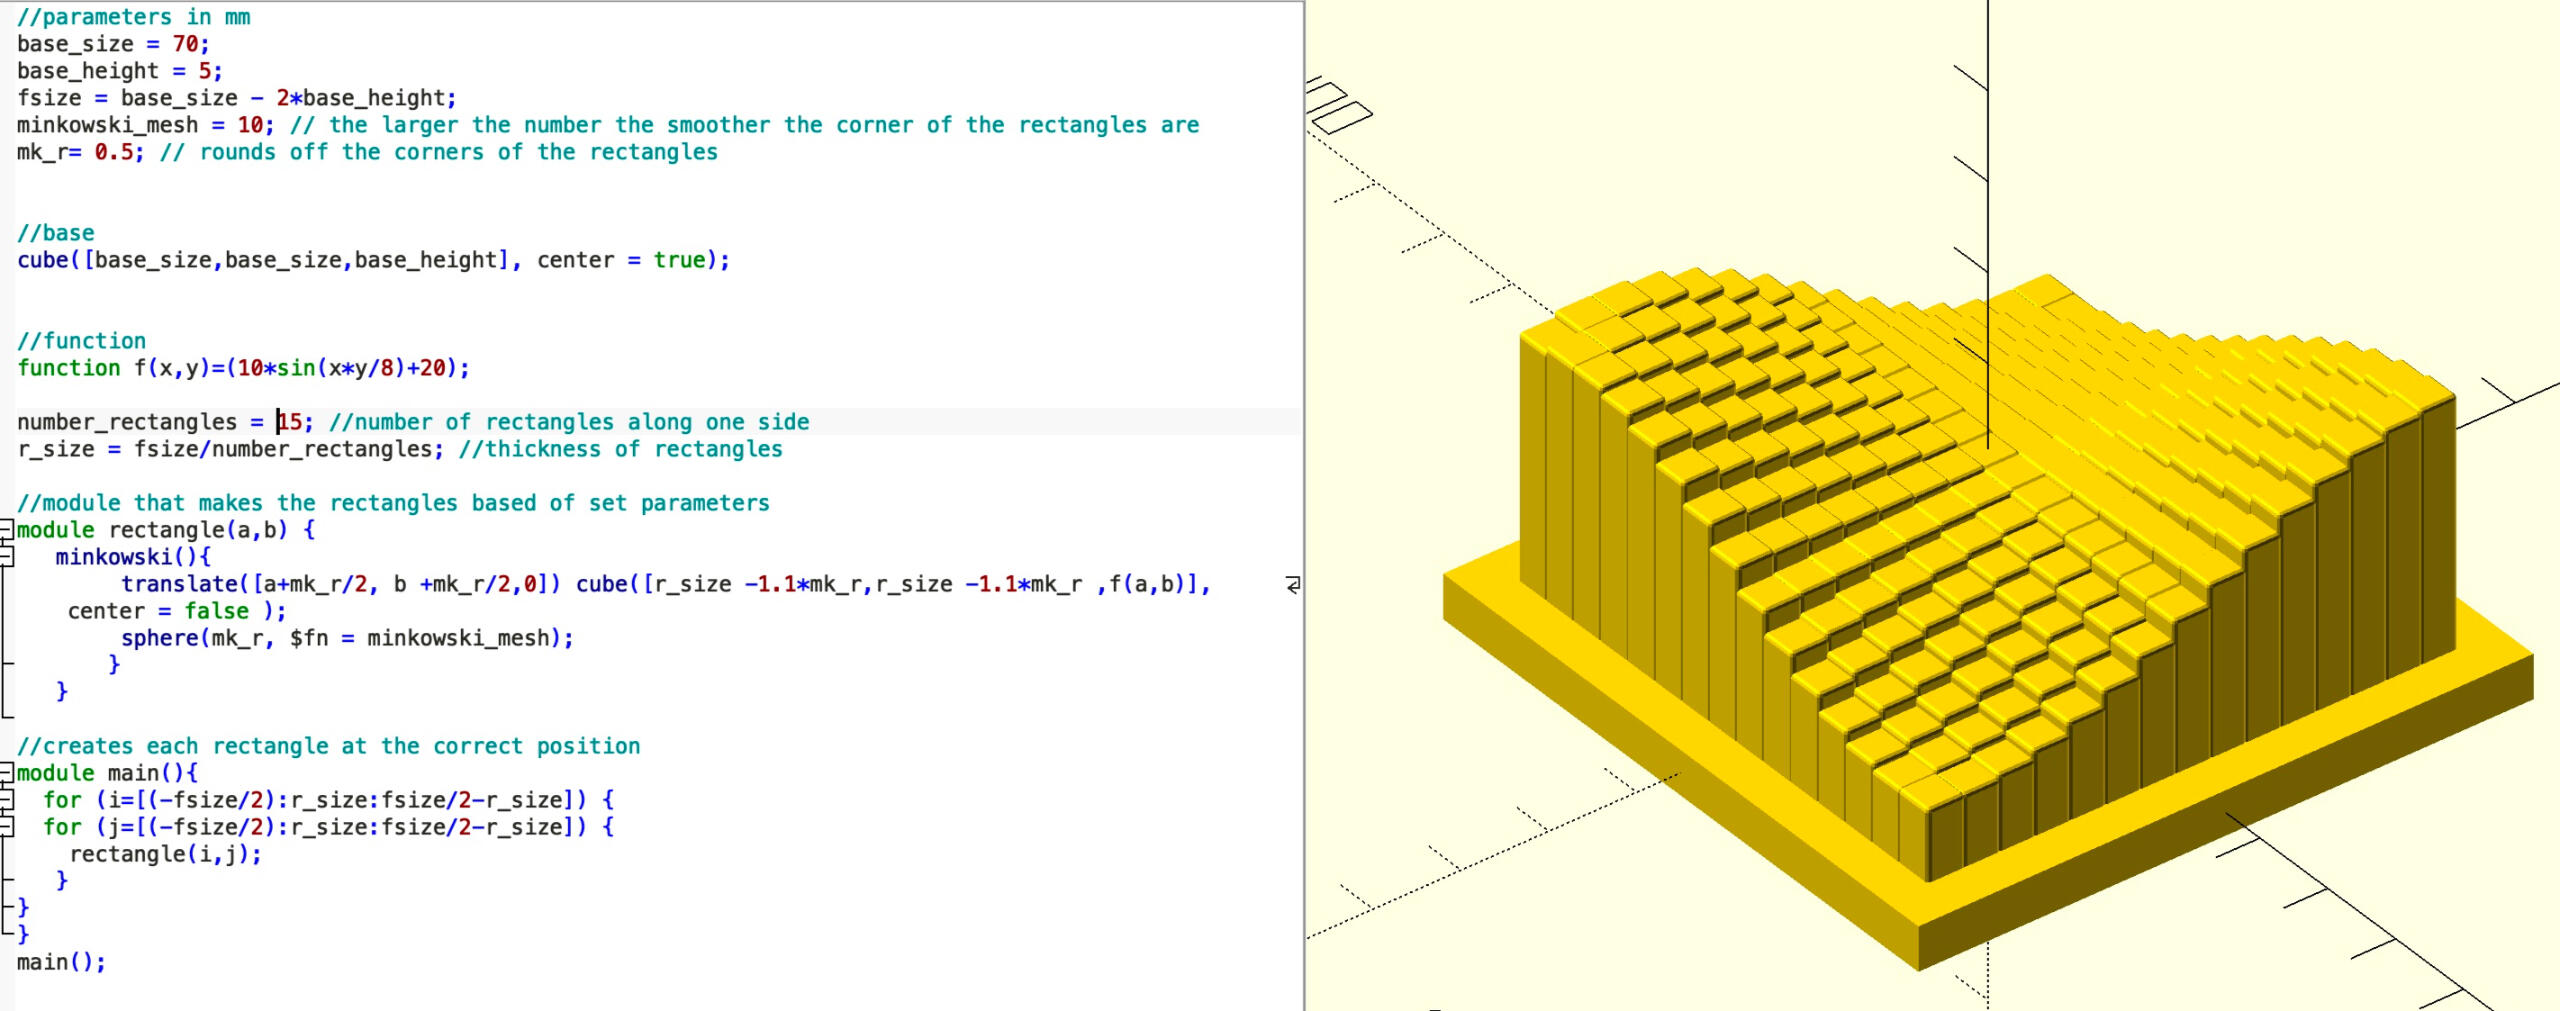 //parameters in mm
base_size = 70;
base_height = 5;
fsize = base_size - 2*base_height;
minkowski_mesh = 10; // the larger the number the smoother the corner of the rectangles are
mk_r= 0.5; // rounds off the corners of the rectangles
//base
cube([base_size,base_size,base_height], center = true);
//function
function f(x,y)=(10*sin(x*y/8)+20);
number_rectangles = 15; //number of rectangles along one side
r_size = fsize/number_rectangles; //thickness of rectangles
//module that makes the rectangles based of set parameters
module rectangle(a,b) {
minkowski(){
translate([a+mk_r/2, b +mk_r/2,0]) cube([r_size -1.1*mk_r,r_size -1.1*mk_r ,f(a,b)],
center = false );
sphere(mk_r, $fn = minkowski_mesh);
}
}
//creates each rectangle at the correct position
module main(){
for (i=[(-fsize/2):r_size:fsize/2-r_size]) {
for (j=[(-fsize/2):r_size:fsize/2-r_size]) {
rectangle(i,j);
}
}
}
main();